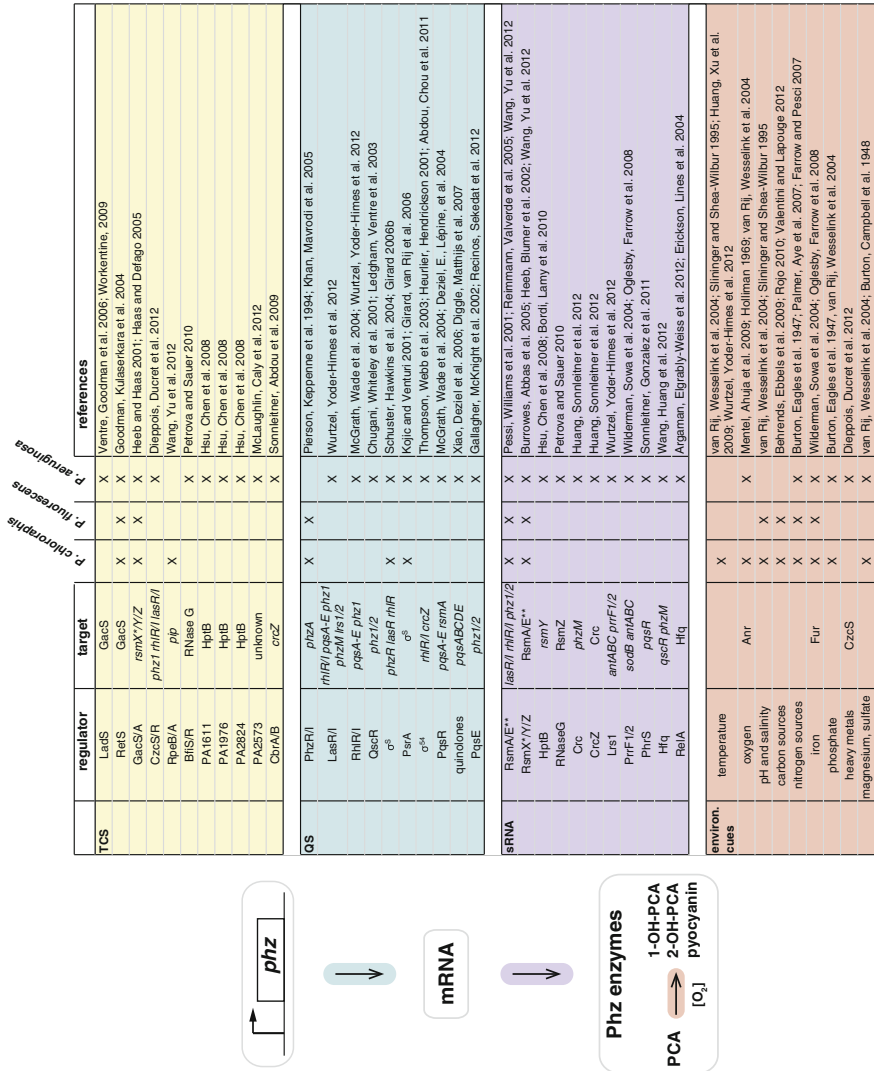 P. chloraphis P. fluorescens P. aeruginosa
regulator target references
TCS LadS GacS X Ventre, Goodman et al. 2006; Workentine, 2009
RetS GacS X X X Goodman, Kulaserkara et al. 2004
GacS/A rsmX*/Y/Z X X X Heeb and Haas 2001; Haas and Defago 2005
CzcS/R phz1 rhlR/I lasR/I X Dieppois, Ducret et al. 2012
RpeB/A pip X Wang, Yu et al. 2012
BfiS/R RNase G X Petrova and Sauer 2010
PA1611 HptB X Hsu, Chen et al. 2008
PA1976 HptB X Hsu, Chen et al. 2008
PA2824 HptB X Hsu, Chen et al. 2008
PA2573 unknown X McLaughlin, Caly et al. 2012
CbrA/B crcZ X Sonnleitner, Abdou et al. 2009
QS PhzR/I phzA X X Pierson, Keppenne et al. 1994; Khan, Mavrodi et al. 2005
LasR/I rhlR/I pqsA-E phz1
phzM lrs1/2 X Wurtzel, Yoder-Himes et al. 2012
RhlR/I pqsA-E phz1 X McGrath, Wade et al. 2004; Wurtzel, Yoder-Himes et al. 2012
QscR phz1/2 X Chugani, Whiteley et al. 2001; Ledgham, Ventre et al. 2003
σS phzR lasR rhlR X X Schuster, Hawkins et al. 2004; Girard 2006b
PsrA σS X X Kojic and Venturi 2001; Girard, van Rij et al. 2006
σ54 rhlR/I crcZ X Thompson, Webb et al. 2003; Heurlier, Hendrickson 2001; Abdou, Chou et al. 2011
PqsR pqsA-E rsmA X McGrath, Wade et al. 2004; Deziel, E., Lépine, et al. 2004
quinolones pqsABCDE X Xiao, Deziel et al. 2006; Diggle, Matthijs et al. 2007
PqsE phz1/2 X Gallagher, McKnight et al. 2002; Recinos, Sekedat et al. 2012
sRNA RsmA/E** lasR/I rhlR/I phz1/2 X X X Pessi, Williams et al. 2001; Reimmann, Valverde et al. 2005; Wang, Yu et al. 2012
RsmX*/Y/Z RsmA/E** X X X Burrowes, Abbas et al. 2005; Heeb, Blumer et al. 2002; Wang, Yu et al. 2012
HptB rsmY X Hsu, Chen et al. 2008; Bordi, Lamy et al. 2010
RNaseG RsmZ X Petrova and Sauer 2010
Crc phzM X Huang, Sonnleitner et al. 2012
CrcZ Crc X Huang, Sonnleitner et al. 2012
Lrs1 antABC prrF1/2 X Wurtzel, Yoder-Himes et al. 2012
PrrF1/2 sodB antABC X Wilderman, Sowa et al. 2004; Oglesby, Farrow et al. 2008
PhrS pqsR X Sonnleitner, Gonzalez et al. 2011
Hfq qscR phzM X Wang, Huang et al. 2012
RelA Hfq X Argaman, Elgrably-Weiss et al. 2012; Erickson, Lines et al. 2004
environ. temperature X van Rij, Wesselink et al. 2004; Slininger and Shea-Wilbur 1995; Huang, Xu et al.
cues 2009; Wurtzel, Yoder-Himes et al. 2012
oxygen Anr X X Mentel, Ahuja et al. 2009; Holliman 1969; van Rij, Wesselink et al. 2004
pH and salinity X X van Rij, Wesselink et al. 2004; Slininger and Shea-Wilbur 1995
carbon sources X X Behrends, Ebbels et al. 2009; Rojo 2010; Valentini and Lapouge 2012
nitrogen sources X X X Burton, Eagles et al. 1947; Palmer, Aye et al. 2007; Farrow and Pesci 2007
iron Fur X X X Wilderman, Sowa et al. 2004; Oglesby, Farrow et al. 2008
phosphate X X Burton, Eagles et al. 1947, van Rij, Wesselink et al. 2004
heavy metals CzcS X Dieppois, Ducret et al. 2012
magnesium, sulfate X X van Rij, Wesselink et al. 2004; Burton, Campbell et al. 1948
phz
mRNA
Phz enzymes
PCA
[O2]
1-OH-PCA
2-OH-PCA
pyocyanin